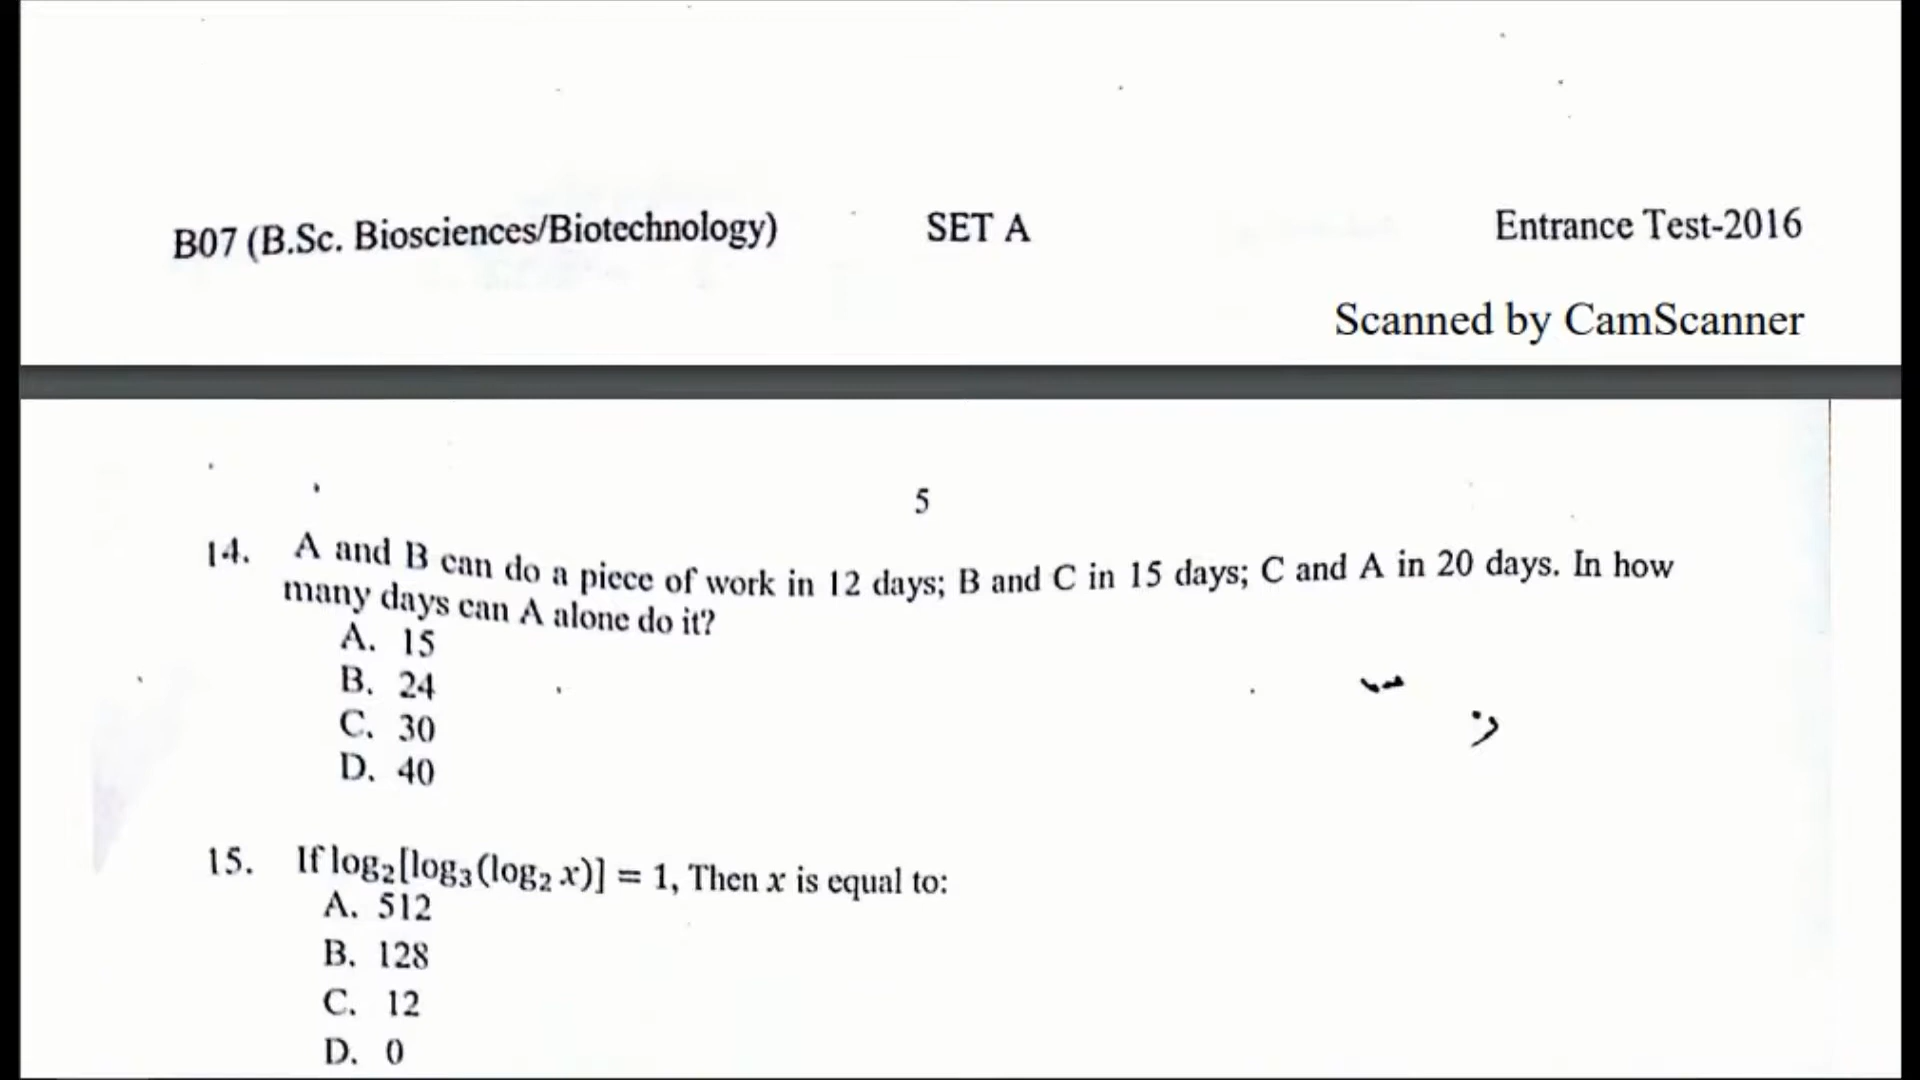 B07 (B.Sc. Biosciences/Biotechnology) SET A Entrance Test-2016
Scanned by CamScanner
5
14. A and B can do a piece of work in 12 days; B and C in 15 days; C and A in 20 days. In how
many days can A alone do it?
A. 15
B. 24
C. 30
D. 40
15. If log₂[log₃(log₂ x)] = 1, Then x is equal to:
A. 512
B. 128
C. 12
D. 0